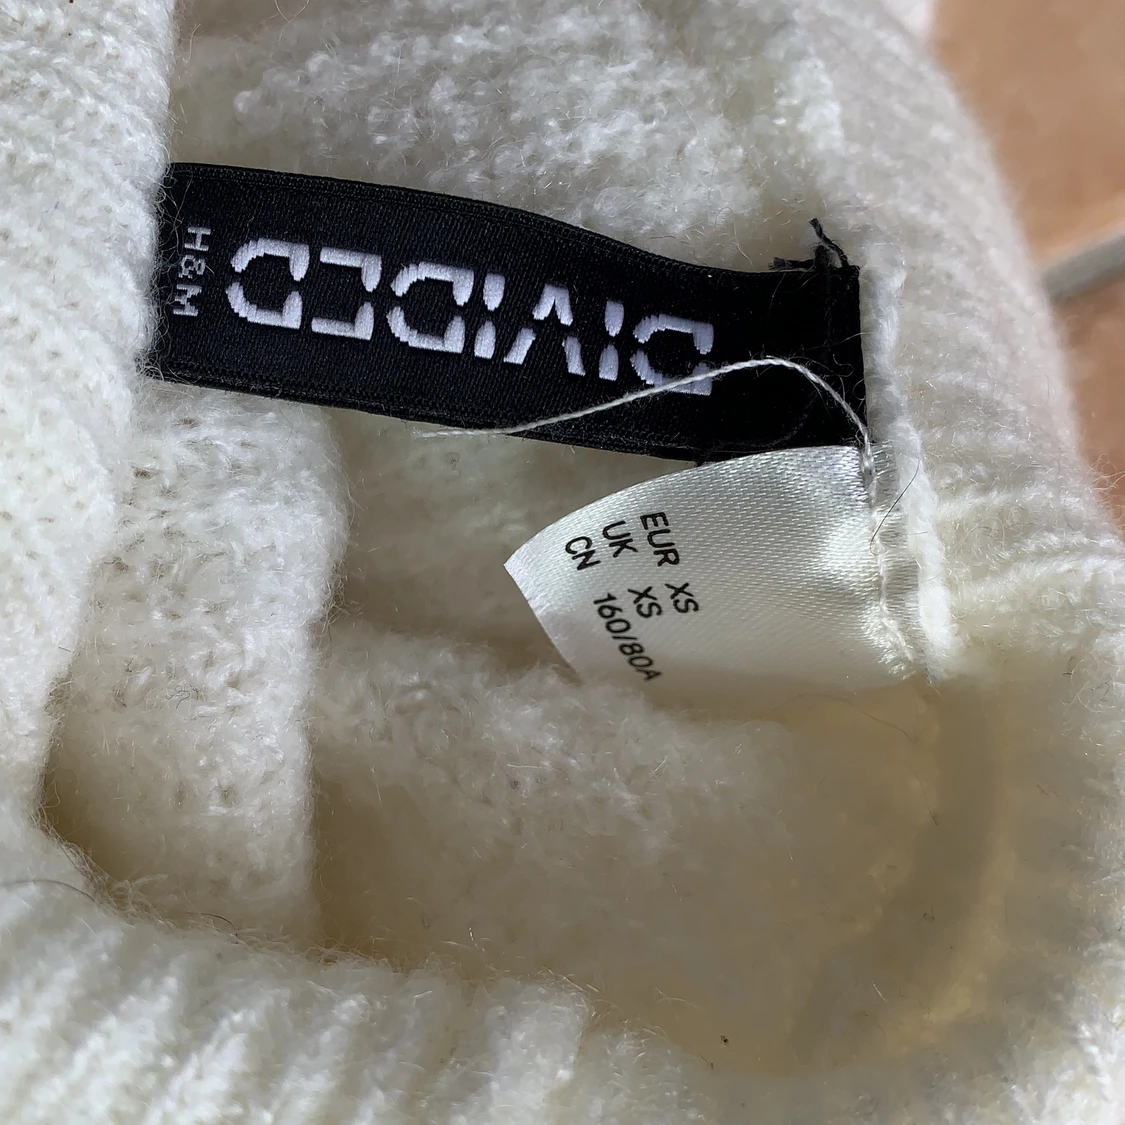 DIVIDED
H&M
EUR XS
UK XS
CN 160/80A